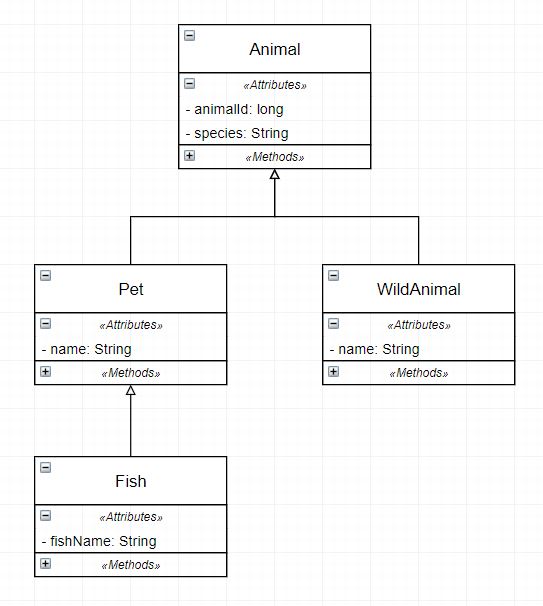 Animal
«Attributes»
- animalId: long
- species: String
«Methods»
Pet
«Attributes»
- name: String
«Methods»
WildAnimal
«Attributes»
- name: String
«Methods»
Fish
«Attributes»
- fishName: String
«Methods»